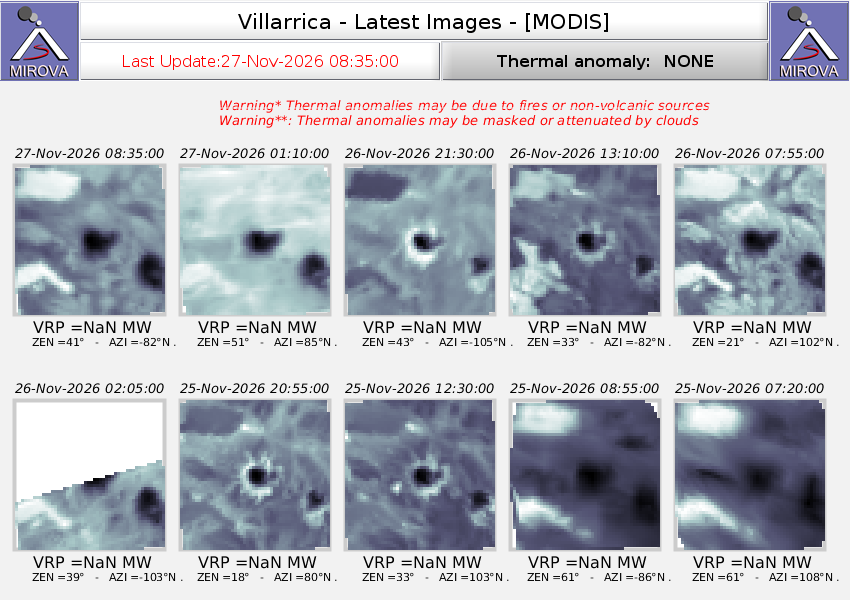 Villarrica - Latest Images - [MODIS]
MIROVA
MIROVA
Last Update:27-Nov-2026 08:35:00
Thermal anomaly: NONE
Warning* Thermal anomalies may be due to fires or non-volcanic sources
Warning**: Thermal anomalies may be masked or attenuated by clouds
27-Nov-2026 08:35:00
27-Nov-2026 01:10:00
26-Nov-2026 21:30:00
26-Nov-2026 13:10:00
26-Nov-2026 07:55:00
VRP =NaN MW
VRP =NaN MW
VRP =NaN MW
VRP =NaN MW
VRP =NaN MW
ZEN =41° - AZI =-82°N .
ZEN =51° - AZI =85°N .
ZEN =43° - AZI =-105°N .
ZEN =33° - AZI =-82°N .
ZEN =21° - AZI =102°N .
26-Nov-2026 02:05:00
25-Nov-2026 20:55:00
25-Nov-2026 12:30:00
25-Nov-2026 08:55:00
25-Nov-2026 07:20:00
VRP =NaN MW
VRP =NaN MW
VRP =NaN MW
VRP =NaN MW
VRP =NaN MW
ZEN =39° - AZI =-103°N .
ZEN =18° - AZI =80°N .
ZEN =33° - AZI =103°N .
ZEN =61° - AZI =-86°N .
ZEN =61° - AZI =108°N .